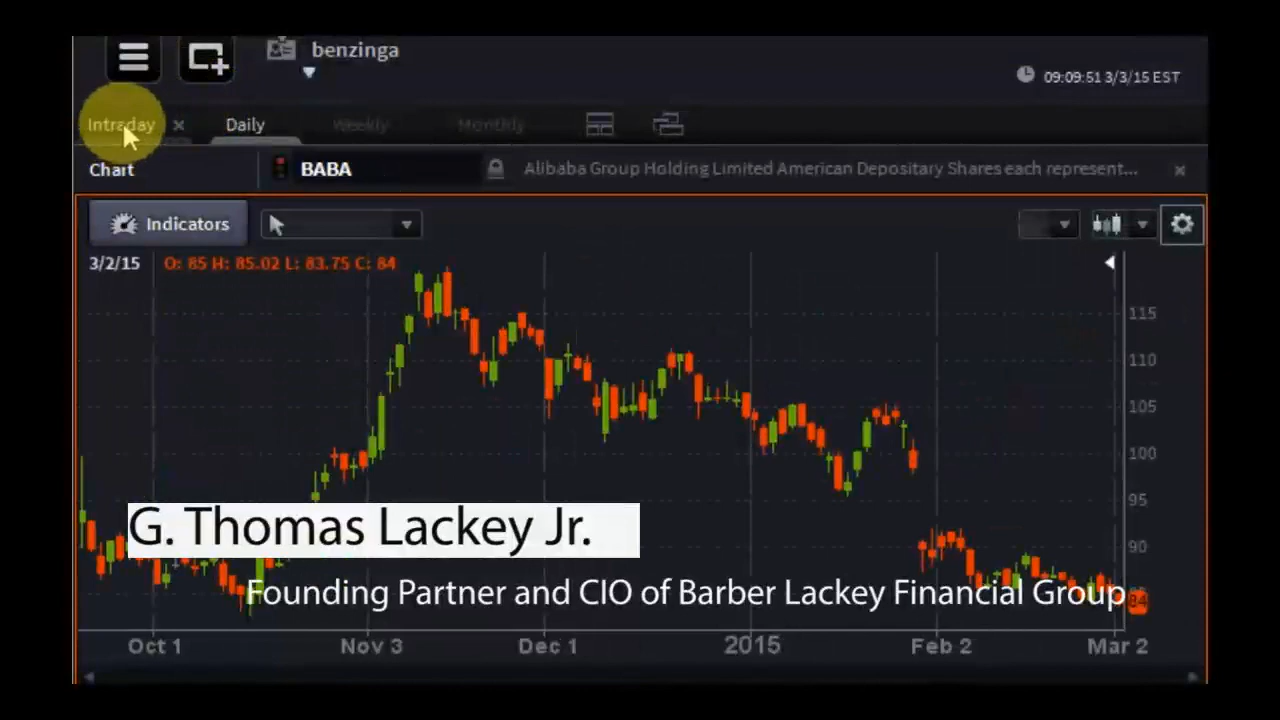 benzinga
09:09:51 3/3/15 EST
Intraday Daily Weekly Monthly
Chart BABA Alibaba Group Holding Limited American Depositary Shares each represent...
Indicators
3/2/15 O: 85 H: 85.02 L: 83.75 C: 84
115
110
105
100
95
G. Thomas Lackey Jr.
90
Founding Partner and CIO of Barber Lackey Financial Group
84
Oct 1 Nov 3 Dec 1 2015 Feb 2 Mar 2